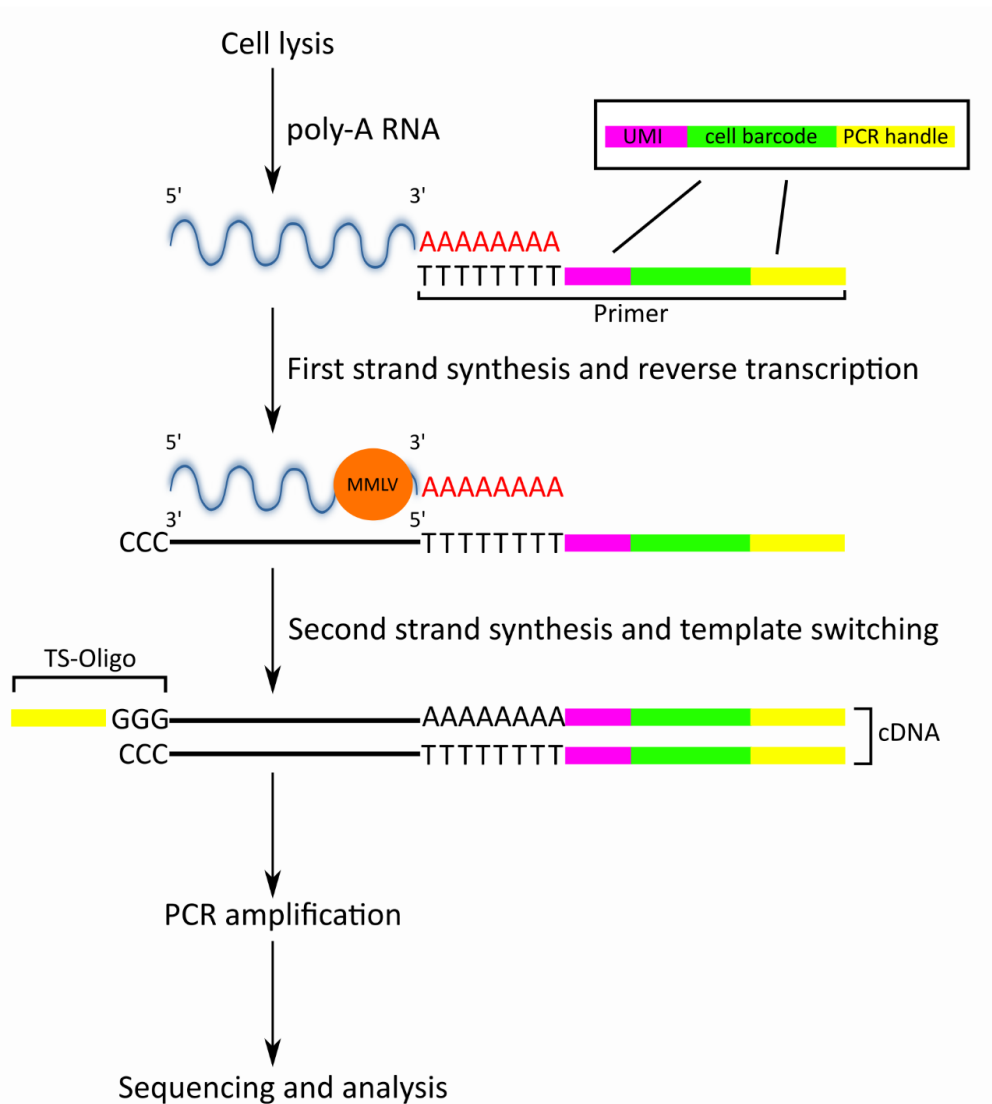 Cell lysis
poly-A RNA
UMI cell barcode PCR handle
5' 3'
AAAAAAAA
TTTTTTTT
Primer
First strand synthesis and reverse transcription
5' 3'
MMLV
AAAAAAAA
3' 5'
CCC TTTTTTTT
Second strand synthesis and template switching
TS-Oligo
GGG AAAAAAAA
cDNA
CCC TTTTTTTT
PCR amplification
Sequencing and analysis